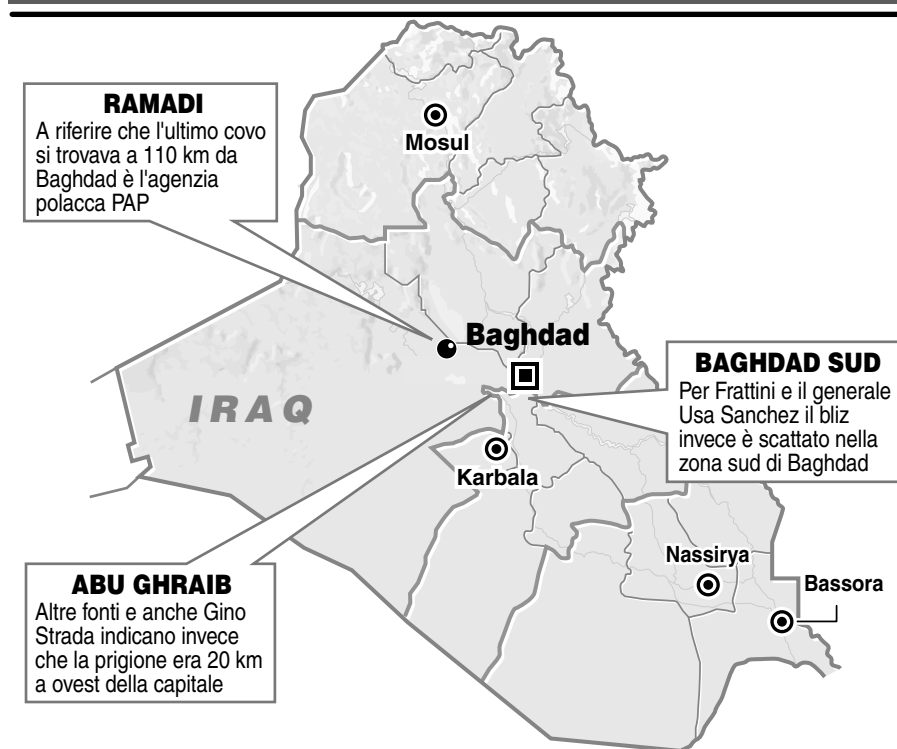 RAMADI
A riferire che l'ultimo covo
si trovava a 110 km da
Baghdad è l'agenzia
polacca PAP
Mosul
Baghdad
IRAQ
BAGHDAD SUD
Per Frattini e il generale
Usa Sanchez il bliz
invece è scattato nella
zona sud di Baghdad
Karbala
ABU GHRAIB
Altre fonti e anche Gino
Strada indicano invece
che la prigione era 20 km
a ovest della capitale
Nassirya
Bassora